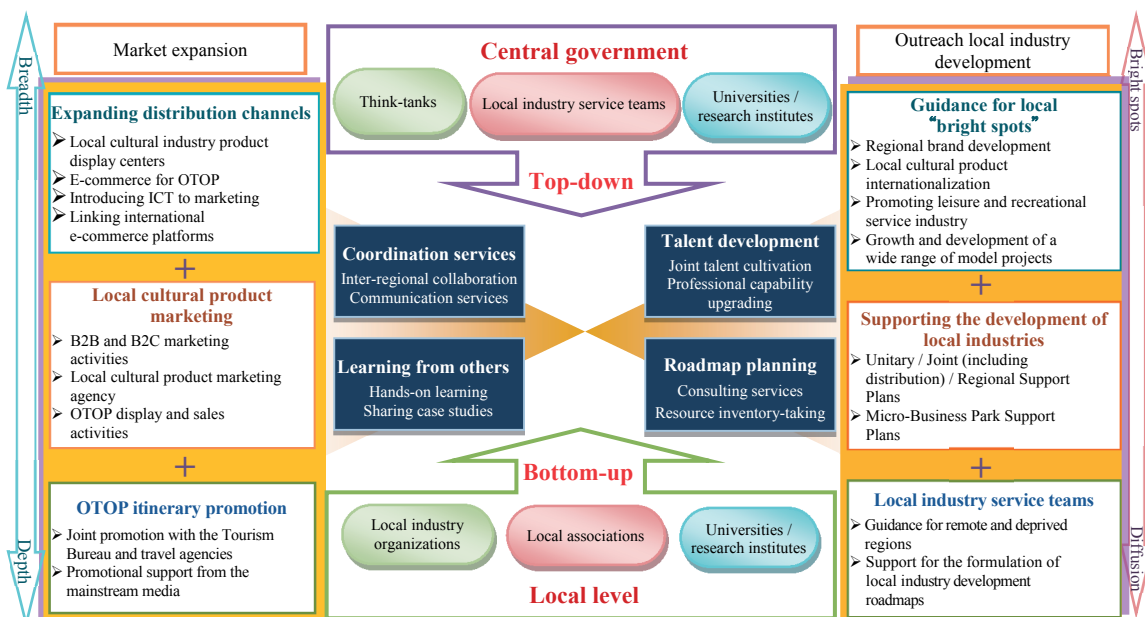 Market expansion
Breadth
Depth
Expanding distribution channels
➢ Local cultural industry product
display centers
➢ E-commerce for OTOP
➢ Introducing ICT to marketing
➢ Linking international
e-commerce platforms
+
Local cultural product
marketing
➢ B2B and B2C marketing
activities
➢ Local cultural product marketing
agency
➢ OTOP display and sales
activities
+
OTOP itinerary promotion
➢ Joint promotion with the Tourism
Bureau and travel agencies
➢ Promotional support from the
mainstream media
Central government
Think-tanks
Local industry service teams
Universities /
research institutes
Top-down
Coordination services
Inter-regional collaboration
Communication services
Talent development
Joint talent cultivation
Professional capability
upgrading
Learning from others
Hands-on learning
Sharing case studies
Roadmap planning
Consulting services
Resource inventory-taking
Bottom-up
Local industry
organizations
Local associations
Universities /
research institutes
Local level
Outreach local industry
development
Bright spots
Diffusion
Guidance for local
"bright spots"
➢ Regional brand development
➢ Local cultural product
internationalization
➢ Promoting leisure and recreational
service industry
➢ Growth and development of a
wide range of model projects
+
Supporting the development of
local industries
➢ Unitary / Joint (including
distribution) / Regional Support
Plans
➢ Micro-Business Park Support
Plans
+
Local industry service teams
➢ Guidance for remote and deprived
regions
➢ Support for the formulation of
local industry development
roadmaps